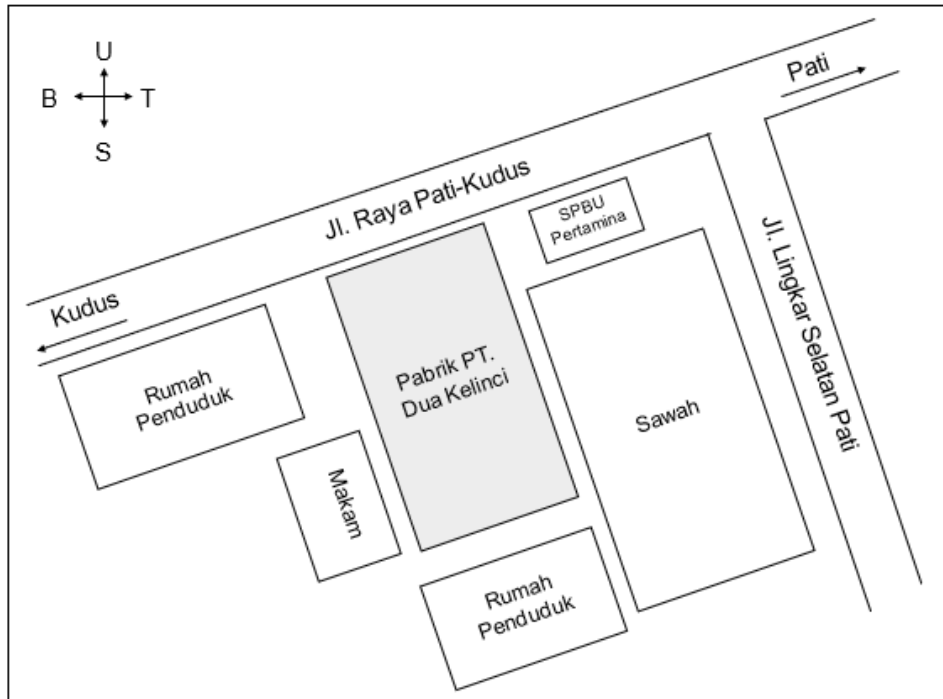 U
B
T
S
Pati
Jl. Raya Pati-Kudus
SPBU
Pertamina
Kudus
Jl. Lingkar Selatan Pati
Rumah
Penduduk
Pabrik PT.
Dua Kelinci
Sawah
Makam
Rumah
Penduduk